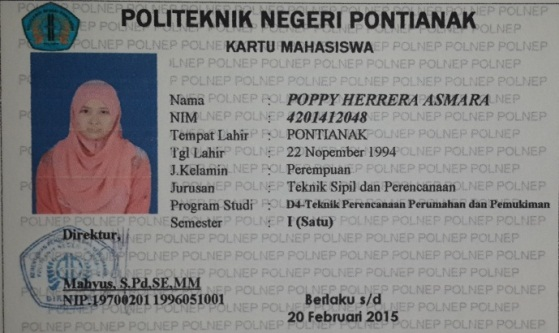 POLITEKNIK NEGERI PONTIANAK
KARTU MAHASISWA
Nama : POPPY HERRERA ASMARA
NIM : 4201412048
Tempat Lahir : PONTIANAK
Tgl Lahir : 22 Nopember 1994
J.Kelamin : Perempuan
Jurusan : Teknik Sipil dan Perencanaan
Program Studi : D4-Teknik Perencanaan Perumahan dan Pemukiman
Semester : I (Satu)
Direktur,
Mahyus, S.Pd,SE,MM
NIP.19700201 1996051001
Berlaku s/d
20 Februari 2015